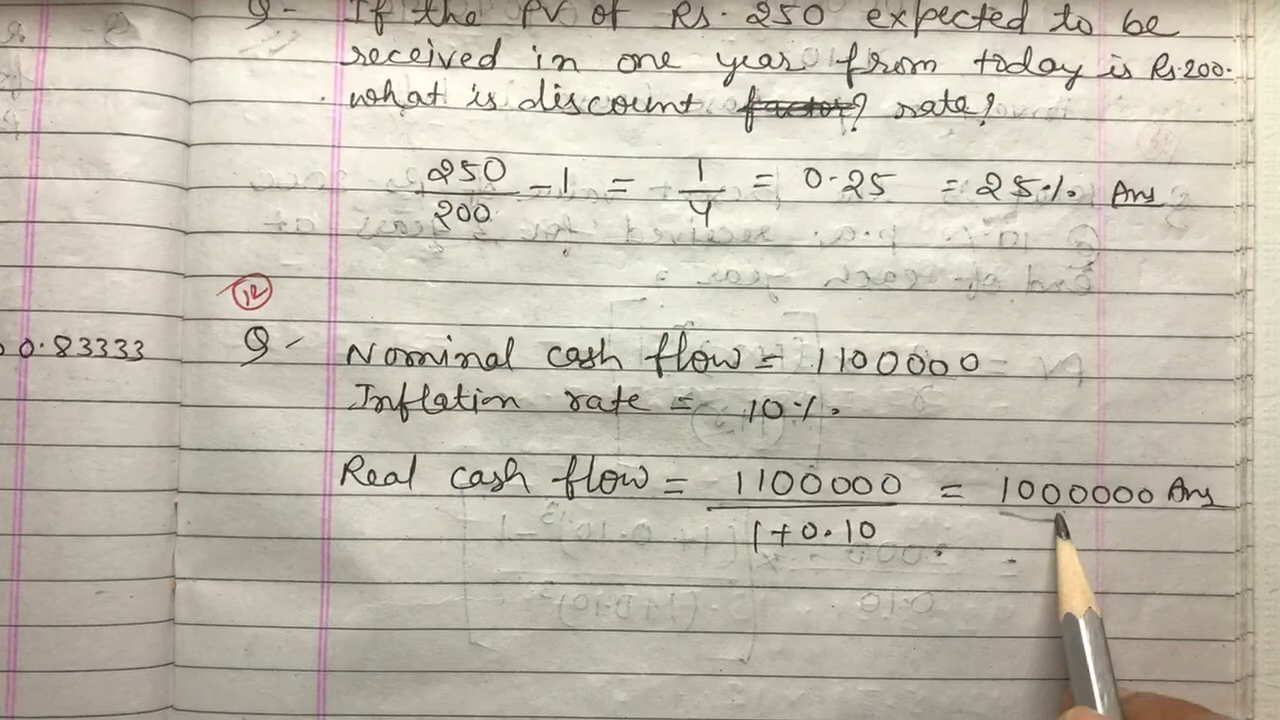 Q- If the PV of Rs. 250 expected to be
received in one year from today is Rs.200.
what is discount factor? rate?
250/200 - 1 = 1/4 = 0.25 = 25%. Ans
12
0.83333
Q- Nominal cash flow = 1100000
Inflation rate = 10%.
Real cash flow = 1100000/1+0.10 = 1000000 Ans